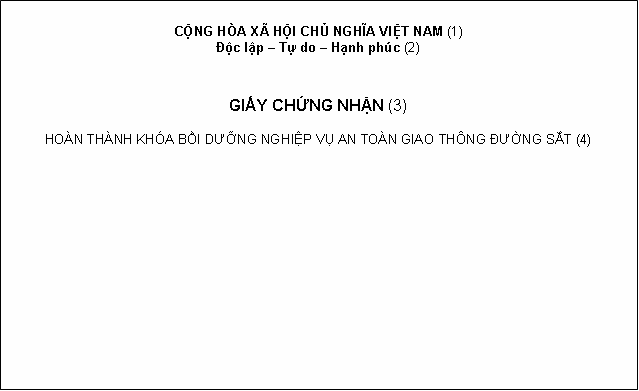 CỘNG HÒA XÃ HỘI CHỦ NGHĨA VIỆT NAM (1)
Độc lập – Tự do – Hạnh phúc (2)
GIẤY CHỨNG NHẬN (3)
HOÀN THÀNH KHÓA BỒI DƯỠNG NGHIỆP VỤ AN TOÀN GIAO THÔNG ĐƯỜNG SẮT (4)